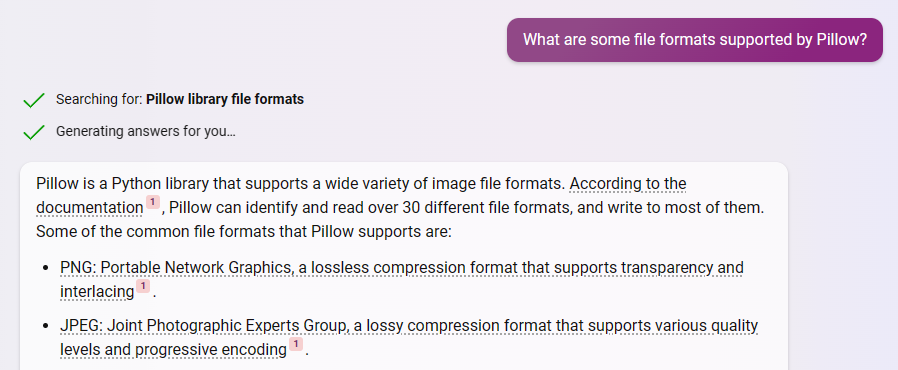 What are some file formats supported by Pillow?
Searching for: Pillow library file formats
Generating answers for you...
Pillow is a Python library that supports a wide variety of image file formats. According to the
documentation 1 , Pillow can identify and read over 30 different file formats, and write to most of them.
Some of the common file formats that Pillow supports are:
• PNG: Portable Network Graphics, a lossless compression format that supports transparency and
interlacing 1 .
• JPEG: Joint Photographic Experts Group, a lossy compression format that supports various quality
levels and progressive encoding 1 .